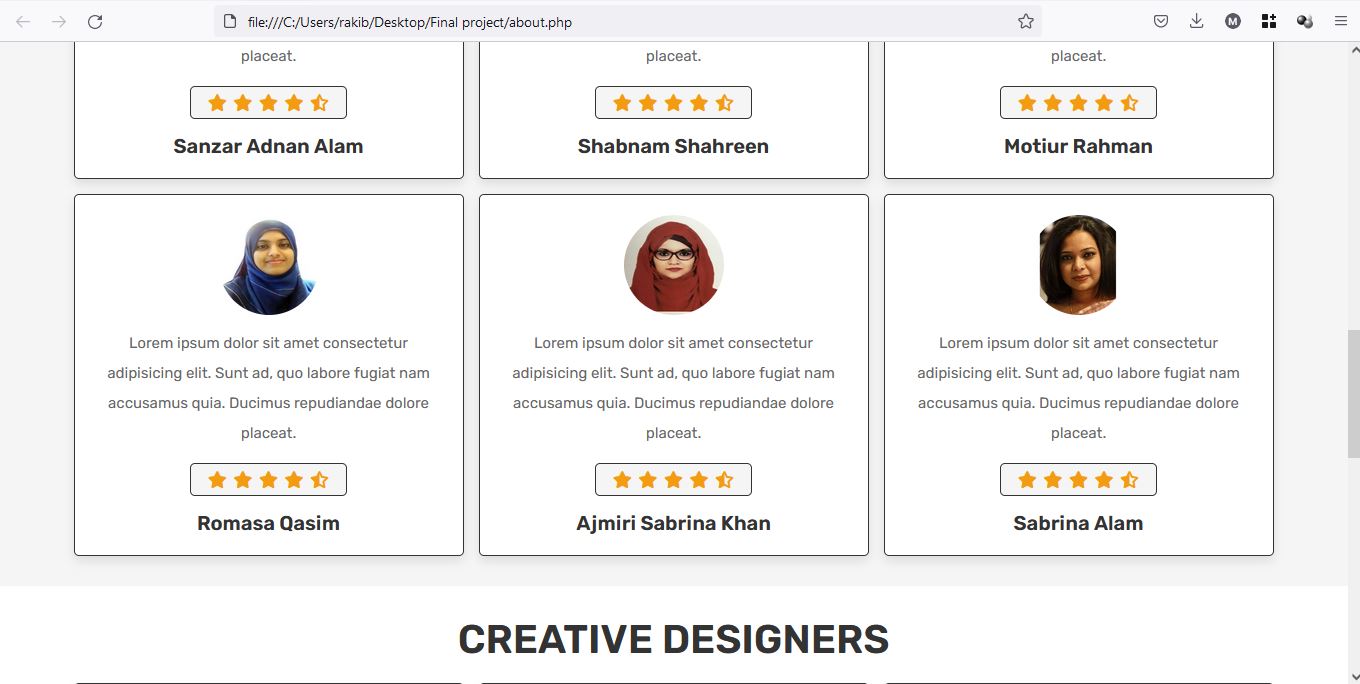 file:///C:/Users/rakib/Desktop/Final project/about.php
M
placeat.
placeat.
placeat.
Sanzar Adnan Alam
Shabnam Shahreen
Motiur Rahman
Lorem ipsum dolor sit amet consectetur
adipisicing elit. Sunt ad, quo labore fugiat nam
accusamus quia. Ducimus repudiandae dolore
placeat.
Romasa Qasim
Lorem ipsum dolor sit amet consectetur
adipisicing elit. Sunt ad, quo labore fugiat nam
accusamus quia. Ducimus repudiandae dolore
placeat.
Ajmiri Sabrina Khan
Lorem ipsum dolor sit amet consectetur
adipisicing elit. Sunt ad, quo labore fugiat nam
accusamus quia. Ducimus repudiandae dolore
placeat.
Sabrina Alam
CREATIVE DESIGNERS